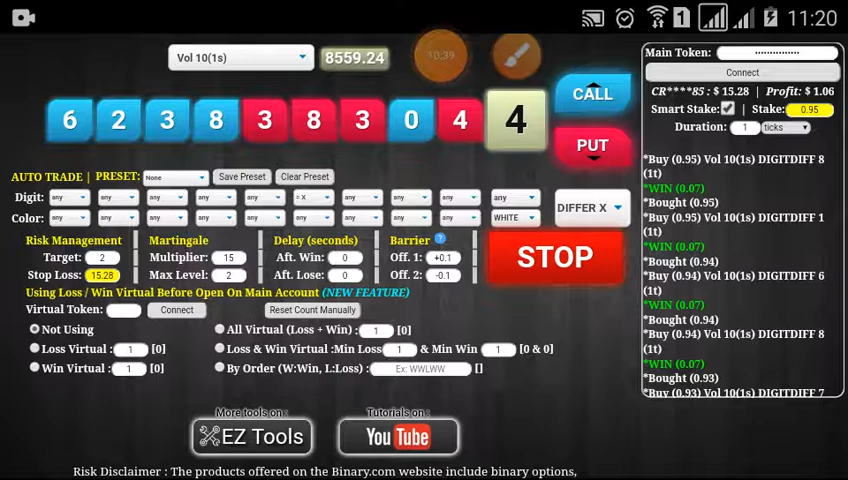 11:20
Vol 10(1s)
8559.24
10:39
CALL
PUT
6 2 3 8 3 8 3 0 4 4
AUTO TRADE | PRESET: None Save Preset Clear Preset
Digit: any any any any any = X any any any any
Color: any any any any any any any any any WHITE
DIFFER X
Risk Management
Target: 2
Stop Loss: 15.28
Martingale
Multiplier: 15
Max Level: 2
Delay (seconds)
Aft. Win: 0
Aft. Lose: 0
Barrier ?
Off. 1: +0.1
Off. 2: -0.1
STOP
Using Loss / Win Virtual Before Open On Main Account (NEW FEATURE)
Virtual Token: Connect Reset Count Manually
Not Using
All Virtual (Loss + Win) : 1 [0]
Loss Virtual : 1 [0]
Loss & Win Virtual :Min Loss 1 & Min Win 1 [0 & 0]
Win Virtual : 1 [0]
By Order (W:Win, L:Loss) : Ex: WWLWW []
More tools on :
EZ Tools
Tutorials on :
YouTube
Risk Disclaimer : The products offered on the Binary.com website include binary options,
Main Token: ···············
Connect
CR****85 : $ 15.28 | Profit: $ 1.06
Smart Stake: | Stake: 0.95
Duration: 1 ticks
*Buy (0.95) Vol 10(1s) DIGITDIFF 8
(1t)
*WIN (0.07)
*Bought (0.95)
*Buy (0.95) Vol 10(1s) DIGITDIFF 1
(1t)
*WIN (0.07)
*Bought (0.94)
*Buy (0.94) Vol 10(1s) DIGITDIFF 6
(1t)
*WIN (0.07)
*Bought (0.94)
*Buy (0.94) Vol 10(1s) DIGITDIFF 8
(1t)
*WIN (0.07)
*Bought (0.93)
*Buy (0.93) Vol 10(1s) DIGITDIFF 7